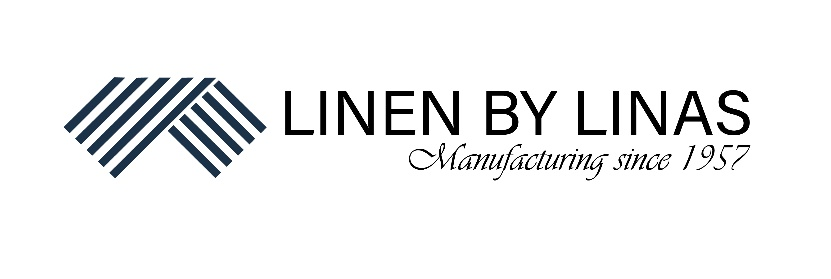 LINEN BY LINAS
Manufacturing since 1957